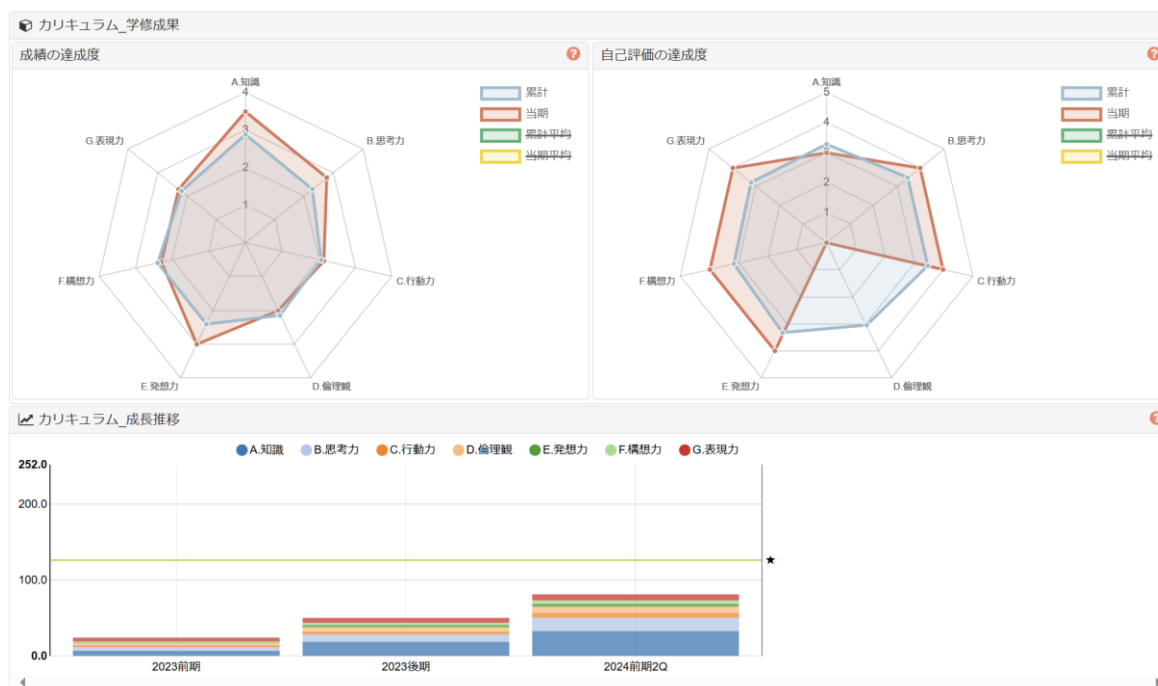 カリキュラム_学修成果
成績の達成度
A.知識
4
3
2
1
B.思考力
C.行動力
D.倫理観
E.発想力
F.構想力
G.表現力
累計
当期
累計平均
当期平均
自己評価の達成度
A.知識
5
4
3
2
1
B.思考力
C.行動力
D.倫理観
E.発想力
F.構想力
G.表現力
累計
当期
累計平均
当期平均
カリキュラム_成長推移
A.知識 B.思考力 C.行動力 D.倫理観 E.発想力 F.構想力 G.表現力
252.0
200.0
100.0
0.0
2023前期 2023後期 2024前期2Q